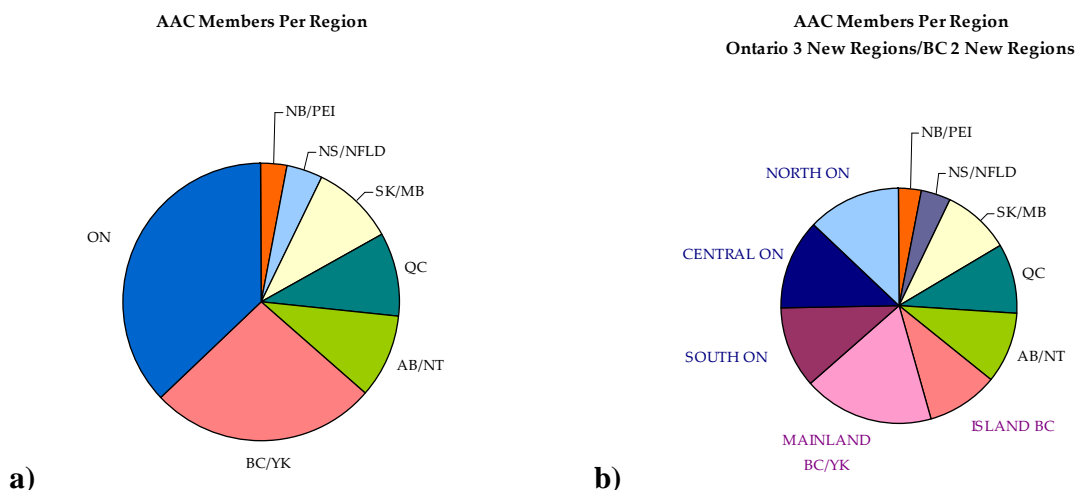 AAC Members Per Region
NB/PEI
NS/NFLD
SK/MB
ON
QC
AB/NT
BC/YK
a)
AAC Members Per Region
Ontario 3 New Regions/BC 2 New Regions
NB/PEI
NORTH ON
NS/NFLD
SK/MB
CENTRAL ON
QC
SOUTH ON
AB/NT
ISLAND BC
MAINLAND
BC/YK
b)